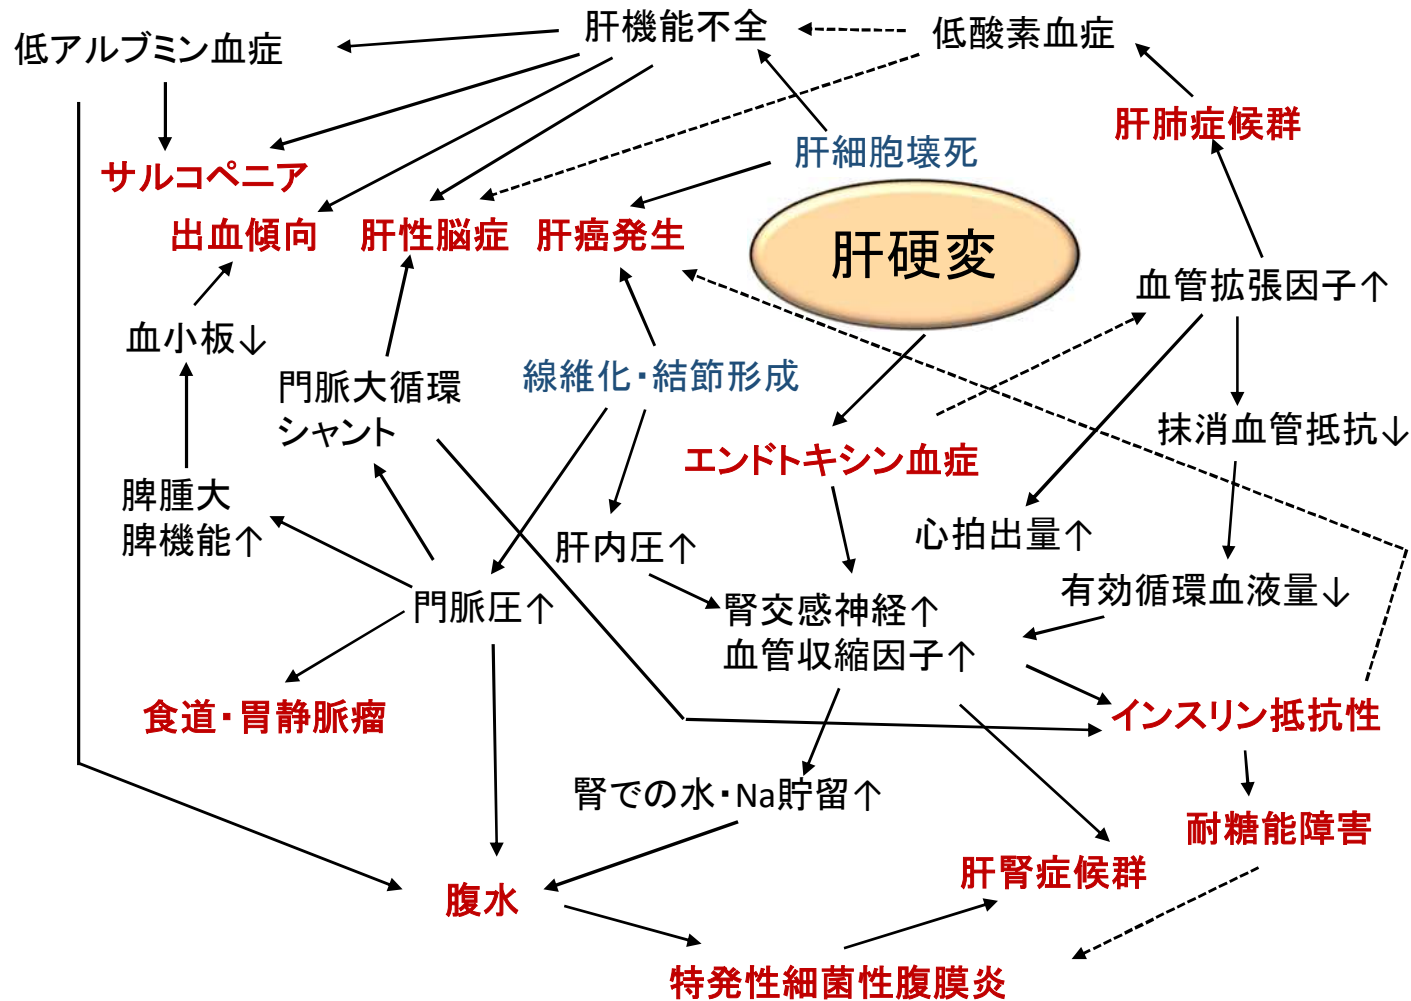 肝機能不全
低酸素血症
低アルブミン血症
肝肺症候群
肝細胞壊死
サルコペニア
出血傾向
肝性脳症
肝癌発生
肝硬変
血管拡張因子↑
血小板↓
門脈大循環
シャント
線維化・結節形成
抹消血管抵抗↓
エンドトキシン血症
脾腫大
脾機能↑
心拍出量↑
肝内圧↑
有効循環血液量↓
門脈圧↑
腎交感神経↑
血管収縮因子↑
食道・胃静脈瘤
インスリン抵抗性
腎での水・Na貯留↑
耐糖能障害
肝腎症候群
腹水
特発性細菌性腹膜炎